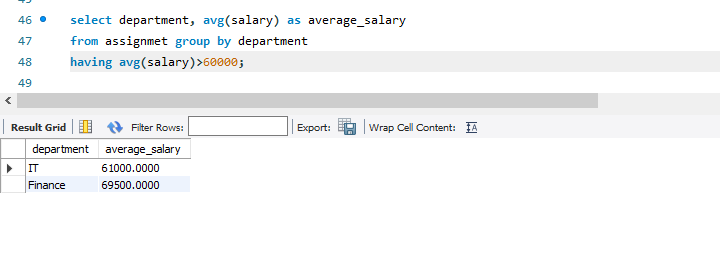 46 select department, avg(salary) as average_salary
47 from assignmet group by department
48 having avg(salary)>60000;
49
Result Grid Filter Rows: Export: Wrap Cell Content:
department average_salary
IT 61000.0000
Finance 69500.0000